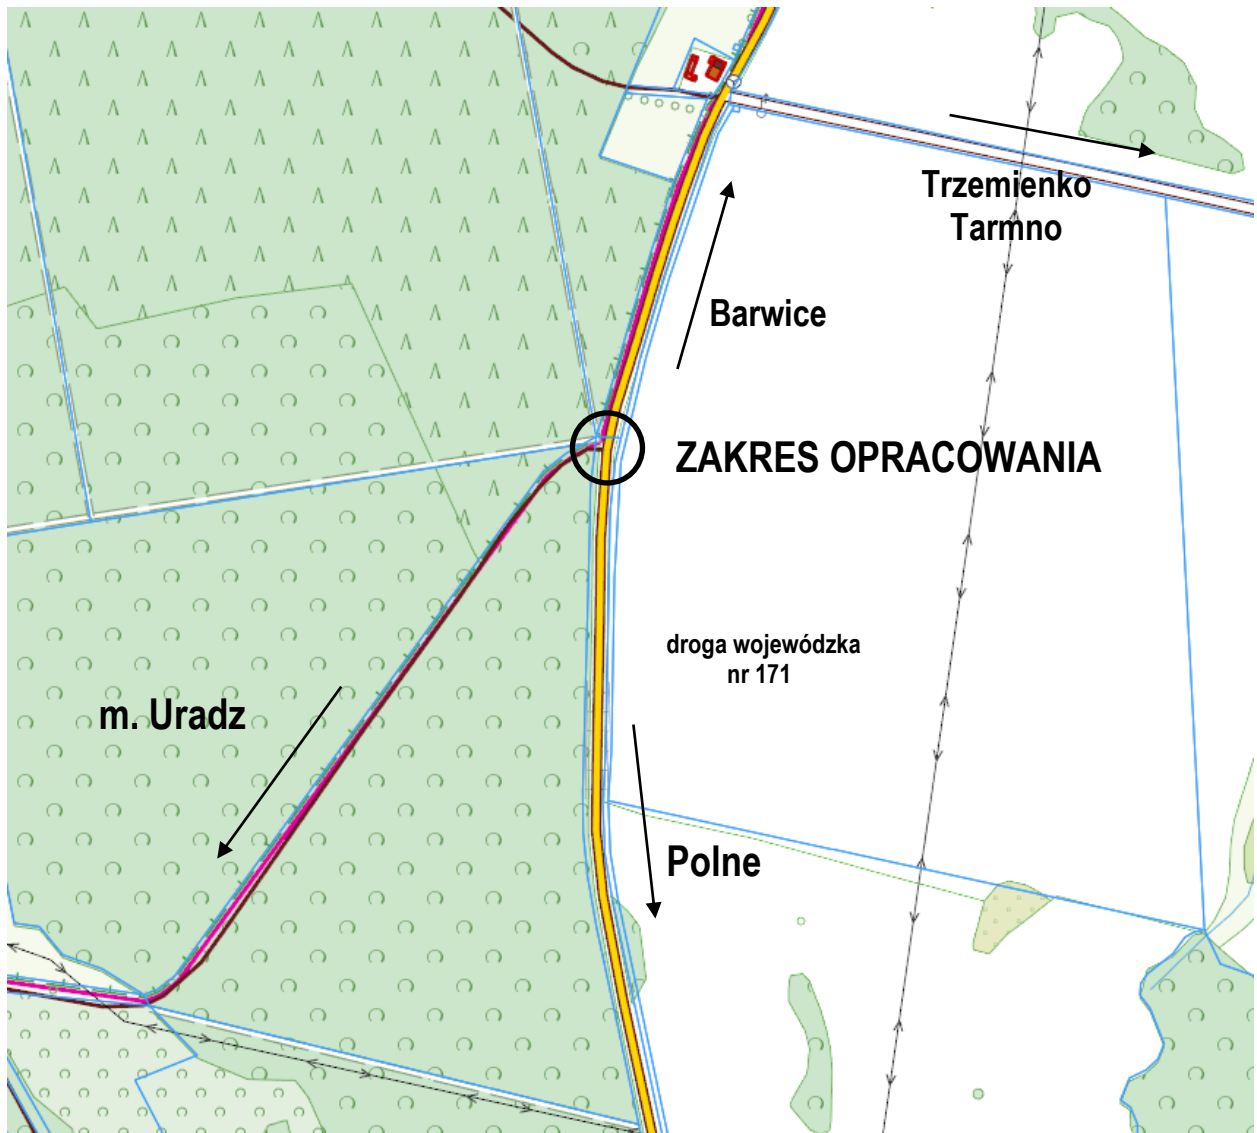 Trzemienko
Tarmno
Barwice
ZAKRES OPRACOWANIA
droga wojewódzka
nr 171
m. Uradz
Polne